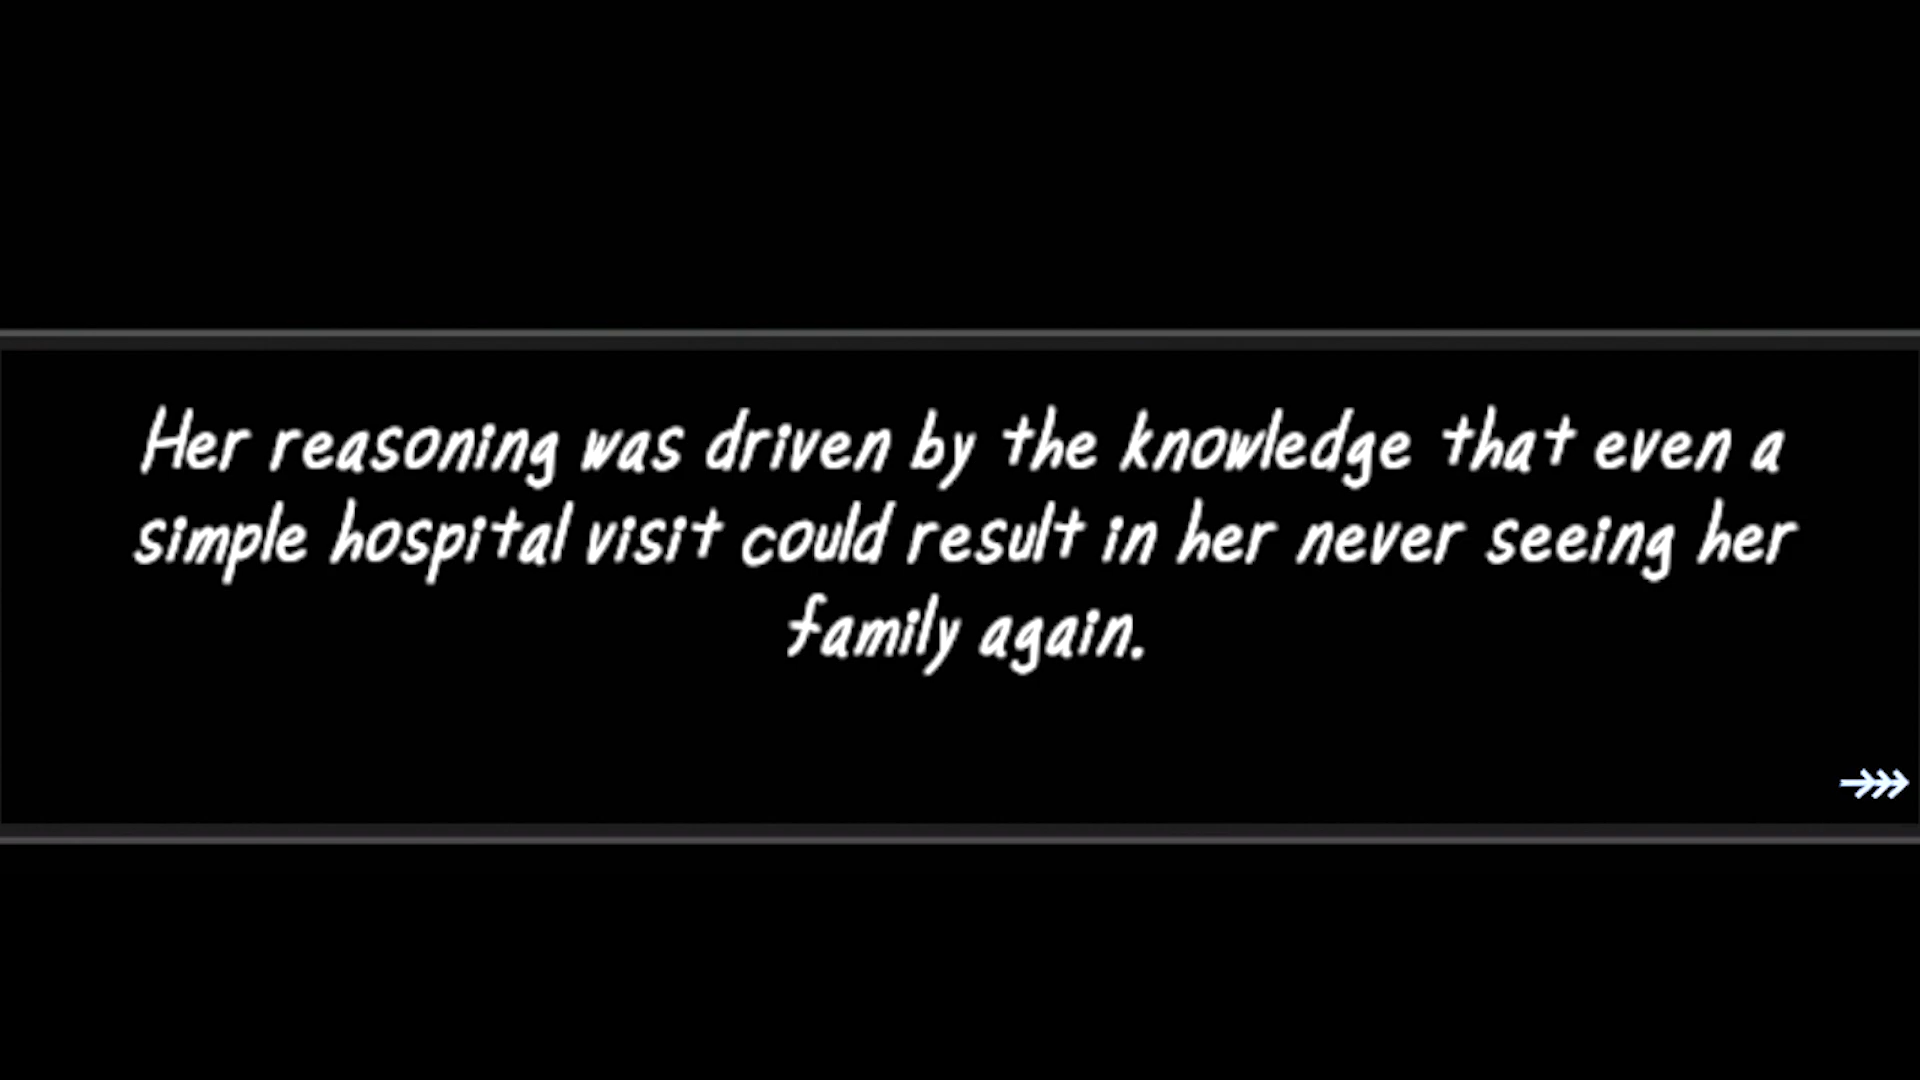 Her reasoning was driven by the knowledge that even a
simple hospital visit could result in her never seeing her
family again.